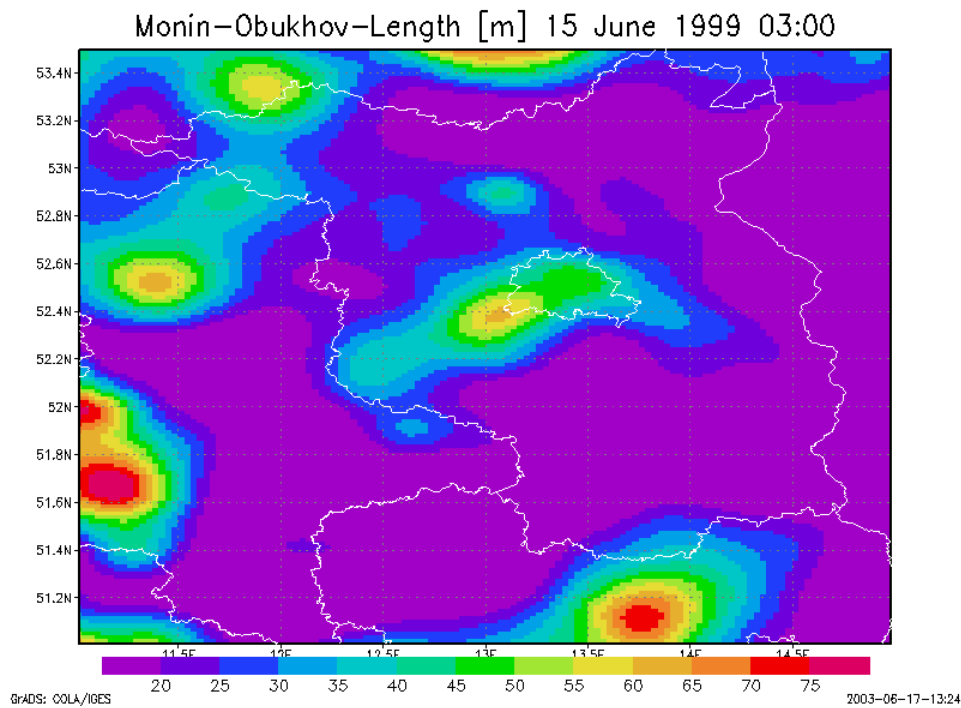 Monin-Obukhov-Length [m] 15 June 1999 03:00
53.4N
53.2N
53N
52.8N
52.6N
52.4N
52.2N
52N
51.8N
51.6N
51.4N
51.2N
11.5E 12E 12.5E 13E 13.5E 14E 14.5E
20 25 30 35 40 45 50 55 60 65 70 75
GrADS: COLA/IGES 2003-06-17-13:24